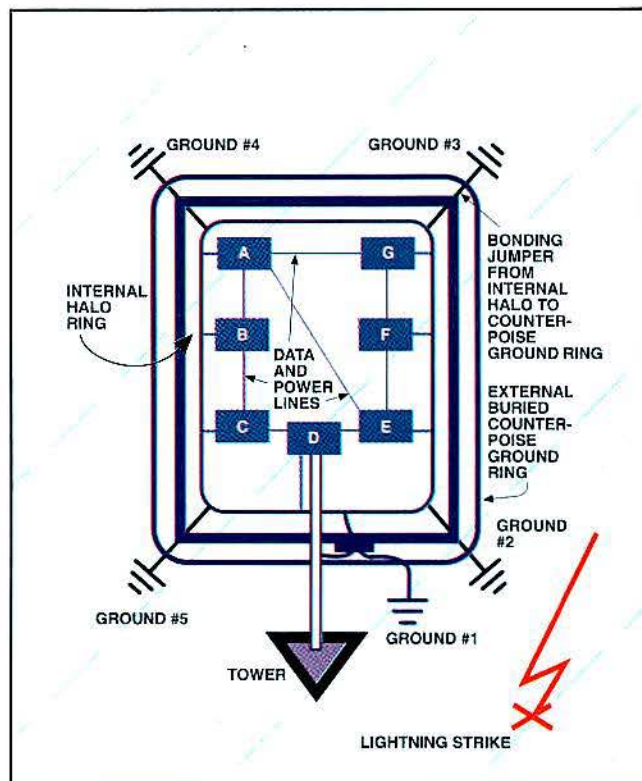 GROUND #4
GROUND #3
A
G
BONDING
JUMPER
FROM
INTERNAL
HALO TO
COUNTER-
POISE
GROUND RING
INTERNAL
HALO
RING
B
F
DATA
AND
POWER
LINES
EXTERNAL
BURIED
COUNTER-
POISE
GROUND
RING
C
D
E
GROUND
#2
GROUND #5
GROUND #1
TOWER
LIGHTNING STRIKE